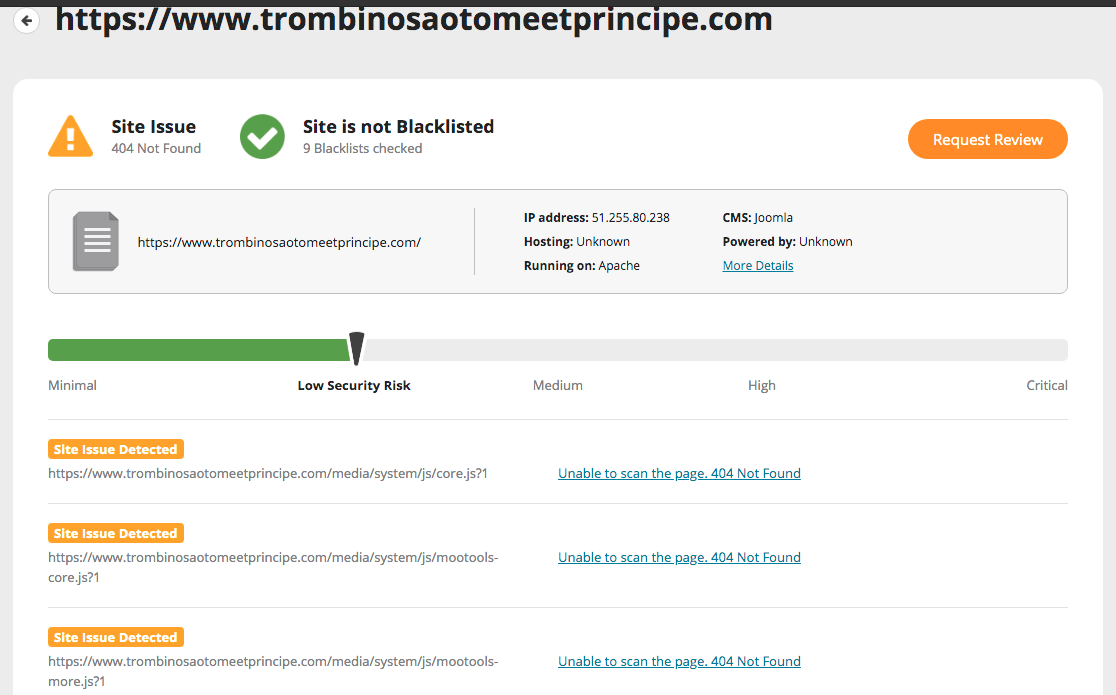 https://www.trombinosaotomeetprincipe.com
Site Issue
404 Not Found
Site is not Blacklisted
9 Blacklists checked
Request Review
https://www.trombinosaotomeetprincipe.com/
IP address: 51.255.80.238
Hosting: Unknown
Running on: Apache
CMS: Joomla
Powered by: Unknown
More Details
Minimal
Low Security Risk
Medium
High
Critical
Site Issue Detected
https://www.trombinosaotomeetprincipe.com/media/system/js/core.js?1
Unable to scan the page. 404 Not Found
Site Issue Detected
https://www.trombinosaotomeetprincipe.com/media/system/js/mootools-
core.js?1
Unable to scan the page. 404 Not Found
Site Issue Detected
https://www.trombinosaotomeetprincipe.com/media/system/js/mootools-
more.js?1
Unable to scan the page. 404 Not Found